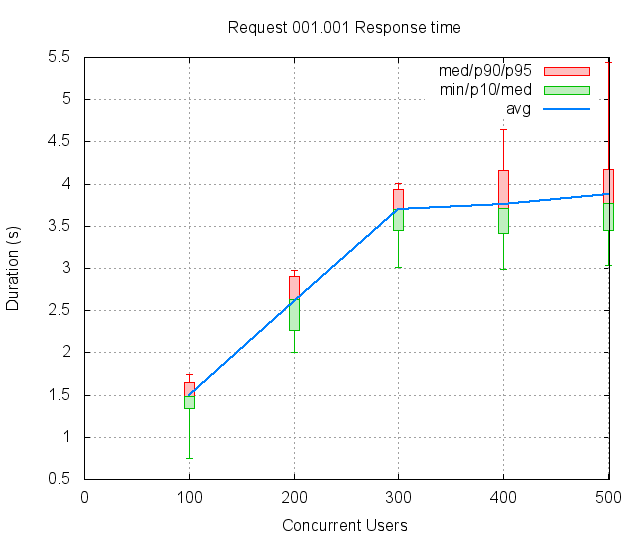 Request 001.001 Response time
med/p90/p95
min/p10/med
avg
5.5
5
4.5
4
3.5
3
2.5
2
1.5
1
0.5
Duration (s)
0 100 200 300 400 500
Concurrent Users